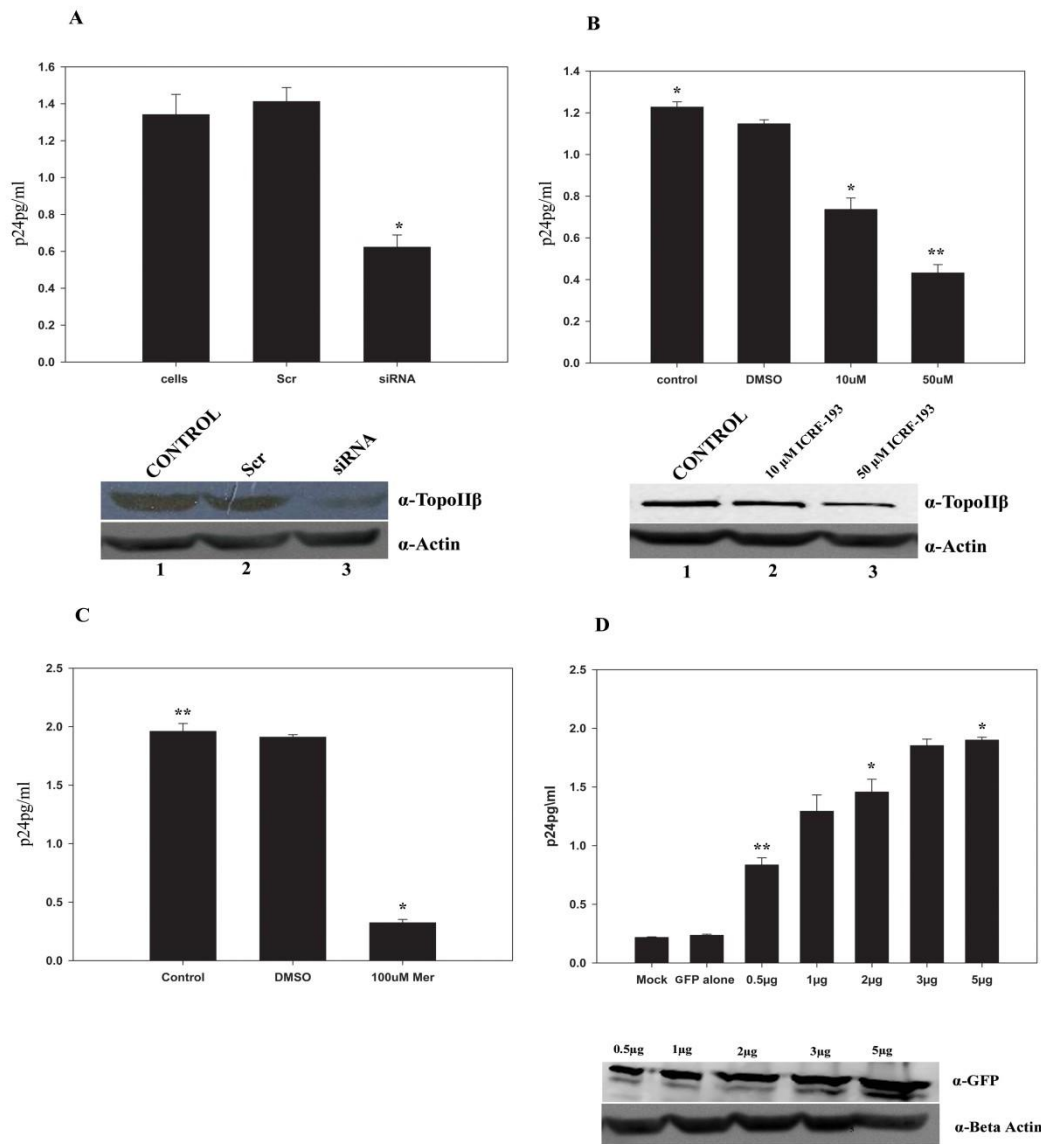 A
1.6
1.4
1.2
1.0
0.8
0.6
0.4
0.2
0.0
p24pg/ml
*
cells Scr siRNA
CONTROL Scr siRNA
α-TopoIIβ
α-Actin
1 2 3
B
1.4
1.2
1.0
0.8
0.6
0.4
0.2
0.0
p24pg/ml
*
*
**
control DMSO 10uM 50uM
CONTROL 10 µM ICRF-193 50 µM ICRF-193
α-TopoIIβ
α-Actin
1 2 3
C
2.5
2.0
1.5
1.0
0.5
0.0
p24pg/ml
**
*
Control DMSO 100uM Mer
D
2.5
2.0
1.5
1.0
0.5
0.0
p24pg\ml
**
*
*
Mock GFP alone 0.5µg 1µg 2µg 3µg 5µg
0.5µg 1µg 2µg 3µg 5µg
α-GFP
α-Beta Actin